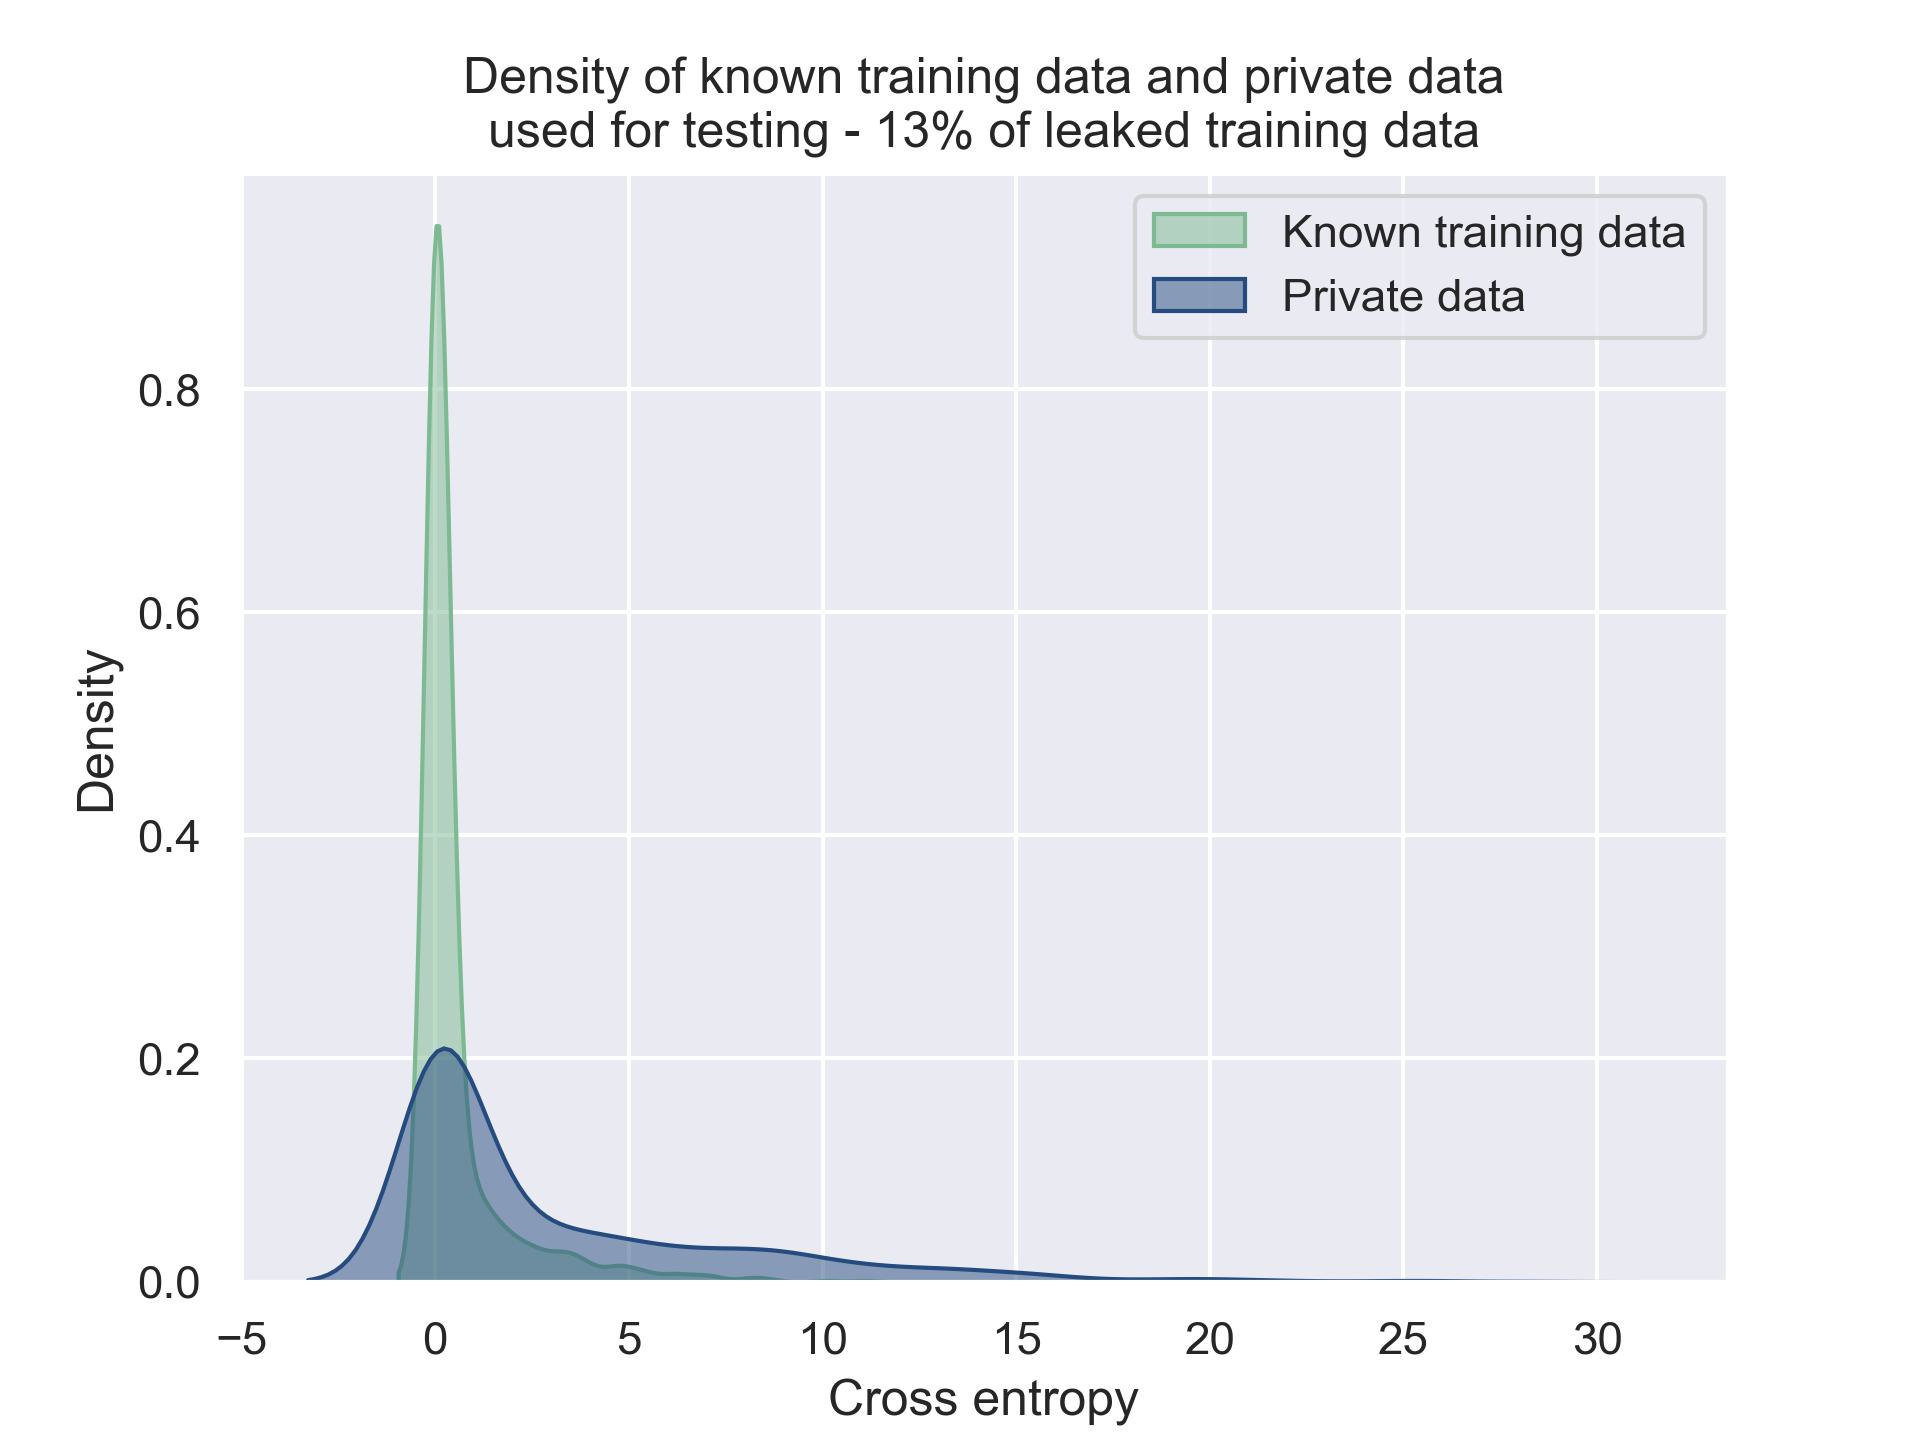 Density of known training data and private data
used for testing - 13% of leaked training data
Known training data
Private data
Density
0.8
0.6
0.4
0.2
0.0
−5 0 5 10 15 20 25 30
Cross entropy